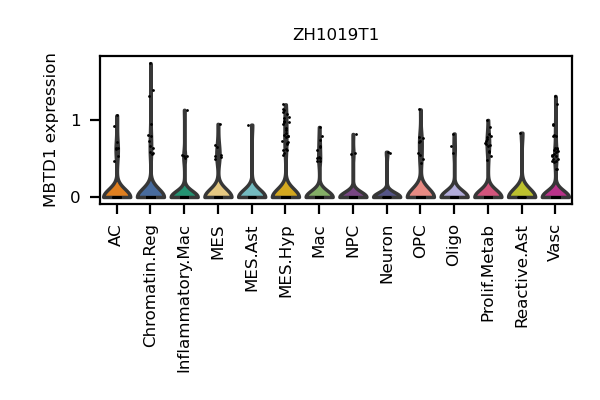 ZH1019T1
MBTD1 expression
1
0
AC
Chromatin.Reg
Inflammatory.Mac
MES
MES.Ast
MES.Hyp
Mac
NPC
Neuron
OPC
Oligo
Prolif.Metab
Reactive.Ast
Vasc